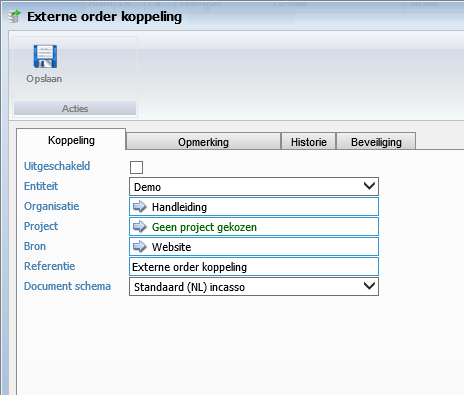 Externe order koppeling
Opslaan
Acties
Koppeling Opmerking Historie Beveiliging
Uitgeschakeld
Entiteit Demo
Organisatie Handleiding
Project Geen project gekozen
Bron Website
Referentie Externe order koppeling
Document schema Standaard (NL) incasso